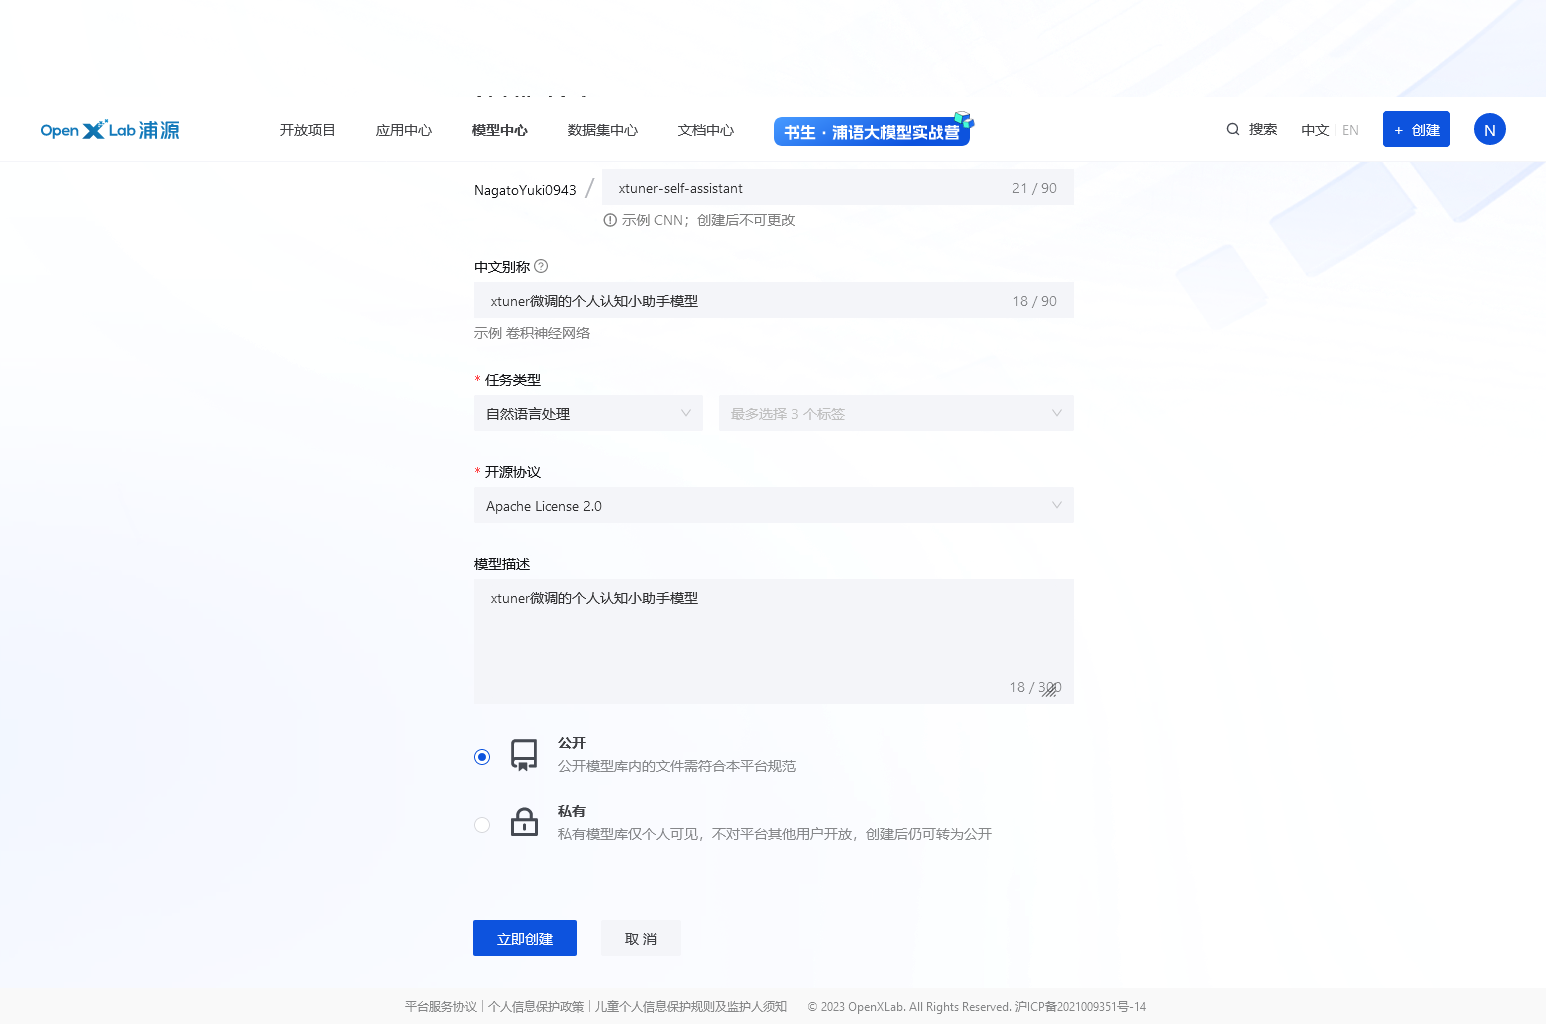 Open X Lab 浦源
开放项目 应用中心 模型中心 数据集中心 文档中心 书生·浦语大模型实战营 搜索 中文 EN + 创建 N
NagatoYuki0943 / xtuner-self-assistant 21 / 90
示例 CNN；创建后不可更改
中文别称
xtuner微调的个人认知小助手模型 18 / 90
示例 卷积神经网络
* 任务类型
自然语言处理 最多选择 3 个标签
* 开源协议
Apache License 2.0
模型描述
xtuner微调的个人认知小助手模型
18 / 300
公开
公开模型库内的文件需符合本平台规范
私有
私有模型库仅个人可见，不对平台其他用户开放，创建后仍可转为公开
立即创建 取 消
平台服务协议 | 个人信息保护政策 | 儿童个人信息保护规则及监护人须知 © 2023 OpenXLab. All Rights Reserved. 沪ICP备2021009351号-14